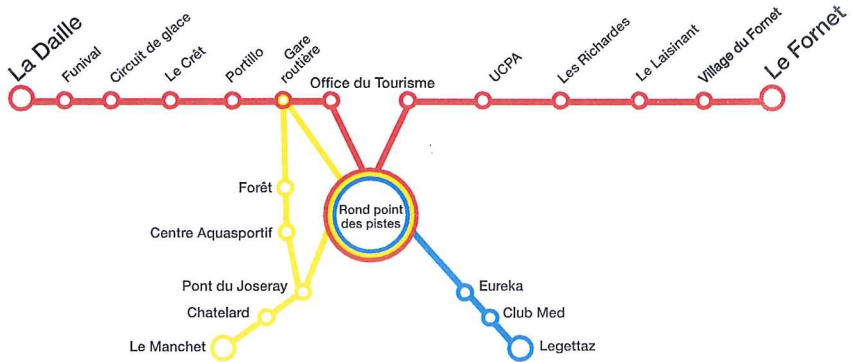 La Daille
Funival
Circuit de glace
Le Crêt
Portillo
Gare
routière
Office du Tourisme
UCPA
Les Richardes
Le Laisinant
Village du Fornet
Le Fornet
Forêt
Centre Aquasportif
Rond point
des pistes
Pont du Joseray
Chatelard
Le Manchet
Eureka
Club Med
Legettaz